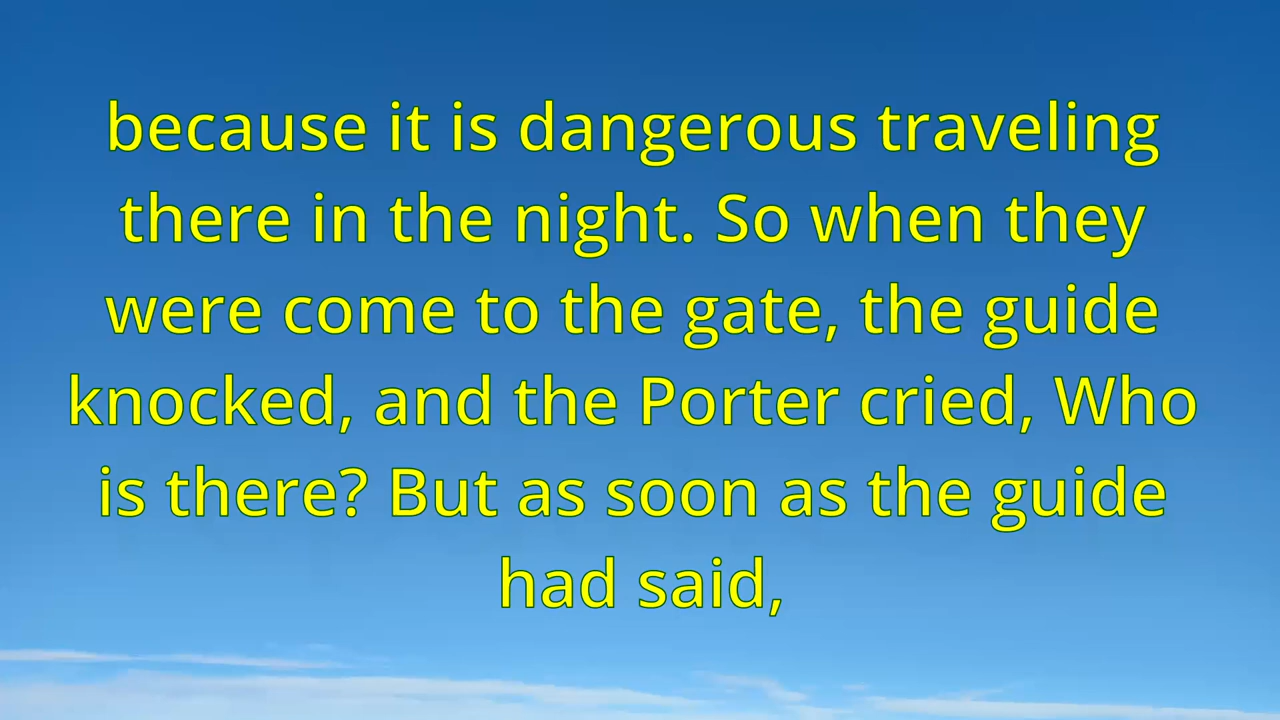 because it is dangerous traveling
there in the night. So when they
were come to the gate, the guide
knocked, and the Porter cried, Who
is there? But as soon as the guide
had said,